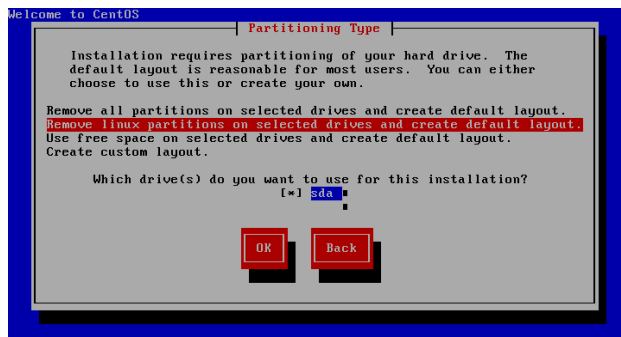 Welcome to CentOS
Partitioning Type
Installation requires partitioning of your hard drive. The
default layout is reasonable for most users. You can either
choose to use this or create your own.
Remove all partitions on selected drives and create default layout.
Remove linux partitions on selected drives and create default layout.
Use free space on selected drives and create default layout.
Create custom layout.
Which drive(s) do you want to use for this installation?
[*] sda
OK Back